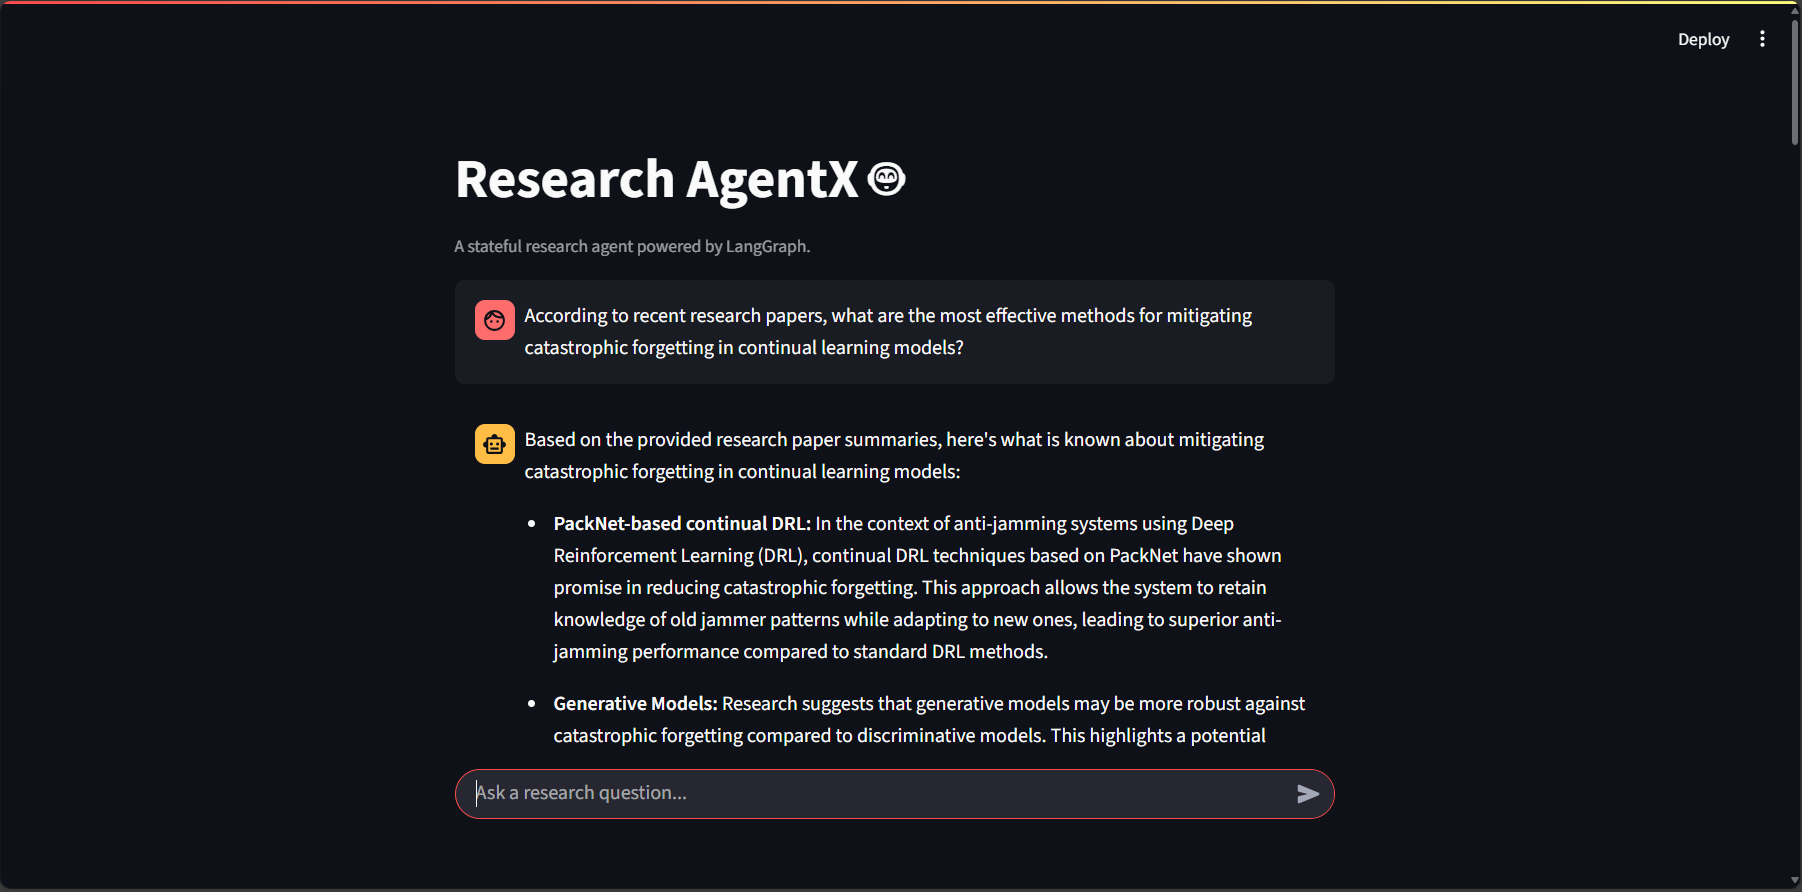 Deploy
Research AgentX
A stateful research agent powered by LangGraph.
According to recent research papers, what are the most effective methods for mitigating
catastrophic forgetting in continual learning models?
Based on the provided research paper summaries, here's what is known about mitigating
catastrophic forgetting in continual learning models:
• PackNet-based continual DRL: In the context of anti-jamming systems using Deep
Reinforcement Learning (DRL), continual DRL techniques based on PackNet have shown
promise in reducing catastrophic forgetting. This approach allows the system to retain
knowledge of old jammer patterns while adapting to new ones, leading to superior anti-
jamming performance compared to standard DRL methods.
• Generative Models: Research suggests that generative models may be more robust against
catastrophic forgetting compared to discriminative models. This highlights a potential
Ask a research question...